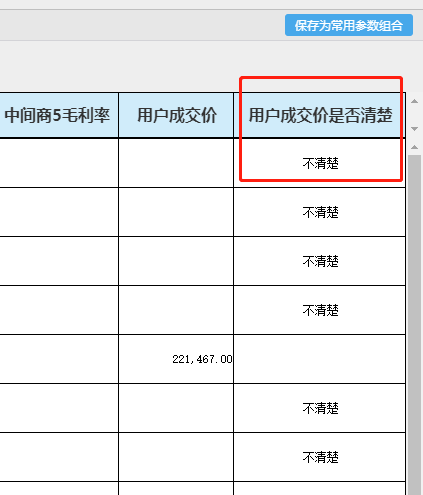 保存为常用参数组合
中间商5毛利率 用户成交价 用户成交价是否清楚
不清楚
不清楚
不清楚
不清楚
221,467.00
不清楚
不清楚